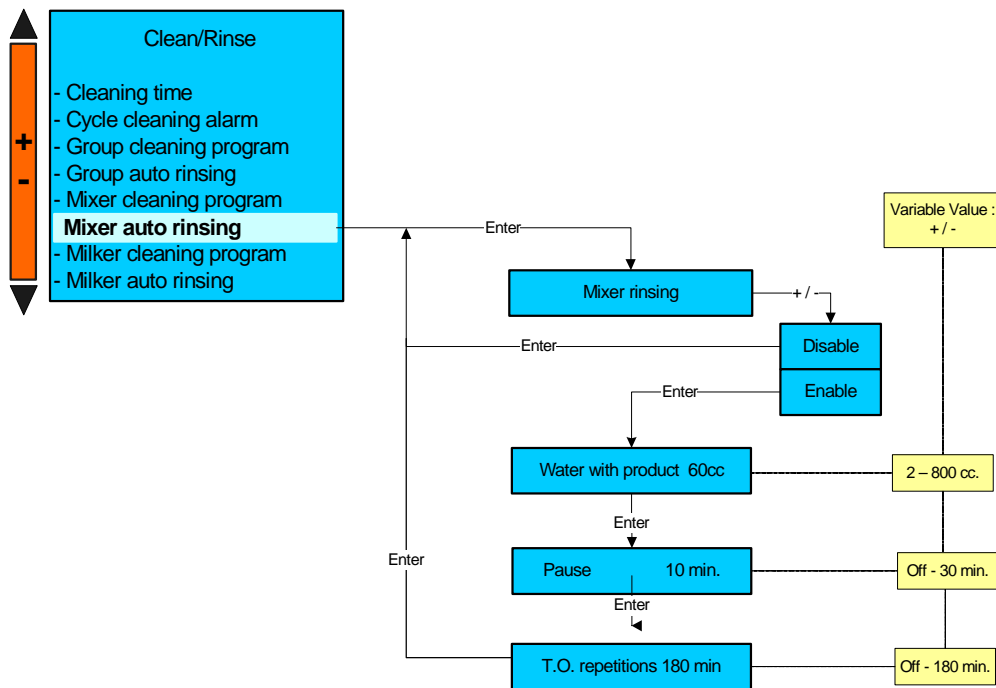 Clean/Rinse
- Cleaning time
- Cycle cleaning alarm
- Group cleaning program
- Group auto rinsing
- Mixer cleaning program
Mixer auto rinsing
- Milker cleaning program
- Milker auto rinsing
+
-
Enter
Variable Value :
+ / -
Mixer rinsing
+ / -
Disable
Enter
Enable
Enter
Water with product 60cc
2 – 800 cc.
Enter
Enter
Pause 10 min.
Off - 30 min.
Enter
T.O. repetitions 180 min
Off - 180 min.